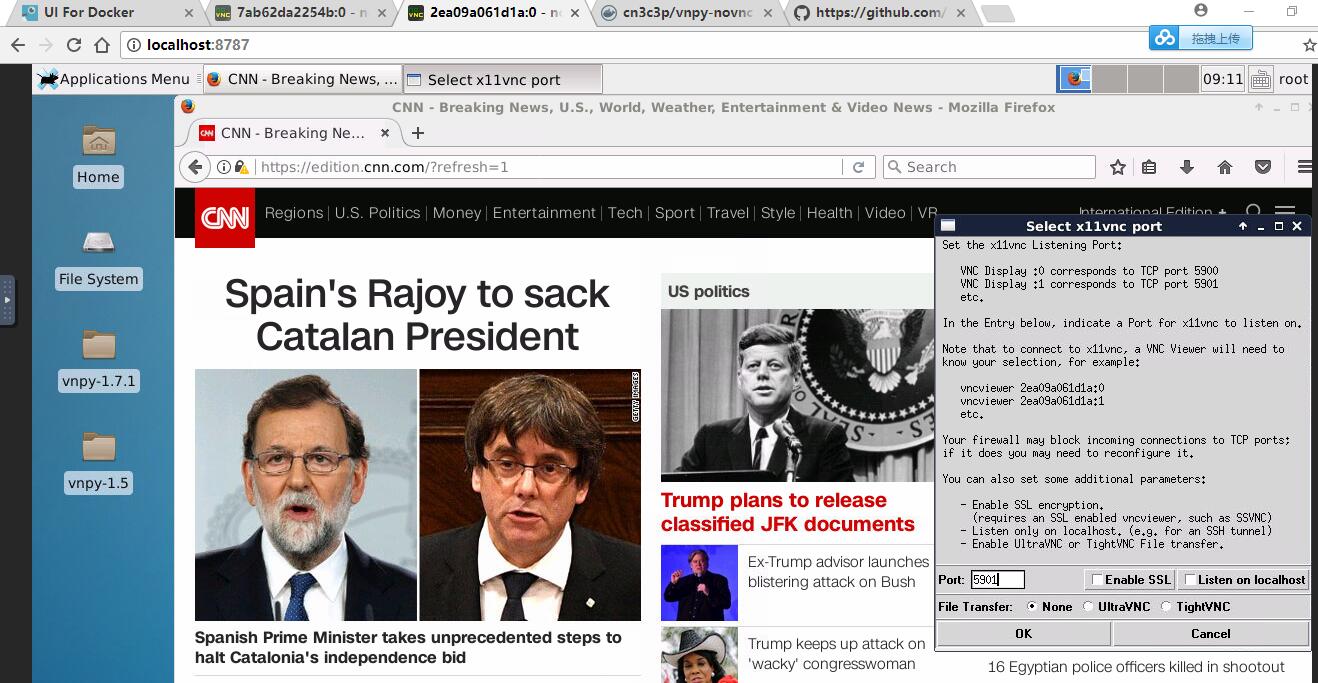 UI For Docker
7ab62da2254b:0 - n
2ea09a061d1a:0 - no
cn3c3p/vnpy-novnc
https://github.com/
localhost:8787
拖拽上传
Applications Menu
CNN - Breaking News, ...
Select x11vnc port
09:11
root
CNN - Breaking News, U.S., World, Weather, Entertainment & Video News - Mozilla Firefox
CNN - Breaking Ne...
https://edition.cnn.com/?refresh=1
Search
Home
File System
vnpy-1.7.1
vnpy-1.5
CNN
Regions | U.S. Politics | Money | Entertainment | Tech | Sport | Travel | Style | Health | Video | VR
International Edition +
Spain's Rajoy to sack
Catalan President
GETTY IMAGES
Spanish Prime Minister takes unprecedented steps to
halt Catalonia's independence bid
US politics
Trump plans to release
classified JFK documents
Ex-Trump advisor launches
blistering attack on Bush
Trump keeps up attack on
'wacky' congresswoman
16 Egyptian police officers killed in shootout
Select x11vnc port
Set the x11vnc Listening Port:
VNC Display :0 corresponds to TCP port 5900
VNC Display :1 corresponds to TCP port 5901
etc.
In the Entry below, indicate a Port for x11vnc to listen on.
Note that to connect to x11vnc, a VNC Viewer will need to
know your selection, for example:
vncviewer 2ea09a061d1a:0
vncviewer 2ea09a061d1a:1
etc.
Your firewall may block incoming connections to TCP ports;
if it does you may need to reconfigure it.
You can also set some additional parameters:
- Enable SSL encryption.
(requires an SSL enabled vncviewer, such as SSVNC)
- Listen only on localhost. (e.g. for an SSH tunnel)
- Enable UltraVNC or TightVNC File transfer.
Port: 5901
Enable SSL
Listen on localhost
File Transfer: None UltraVNC TightVNC
OK
Cancel